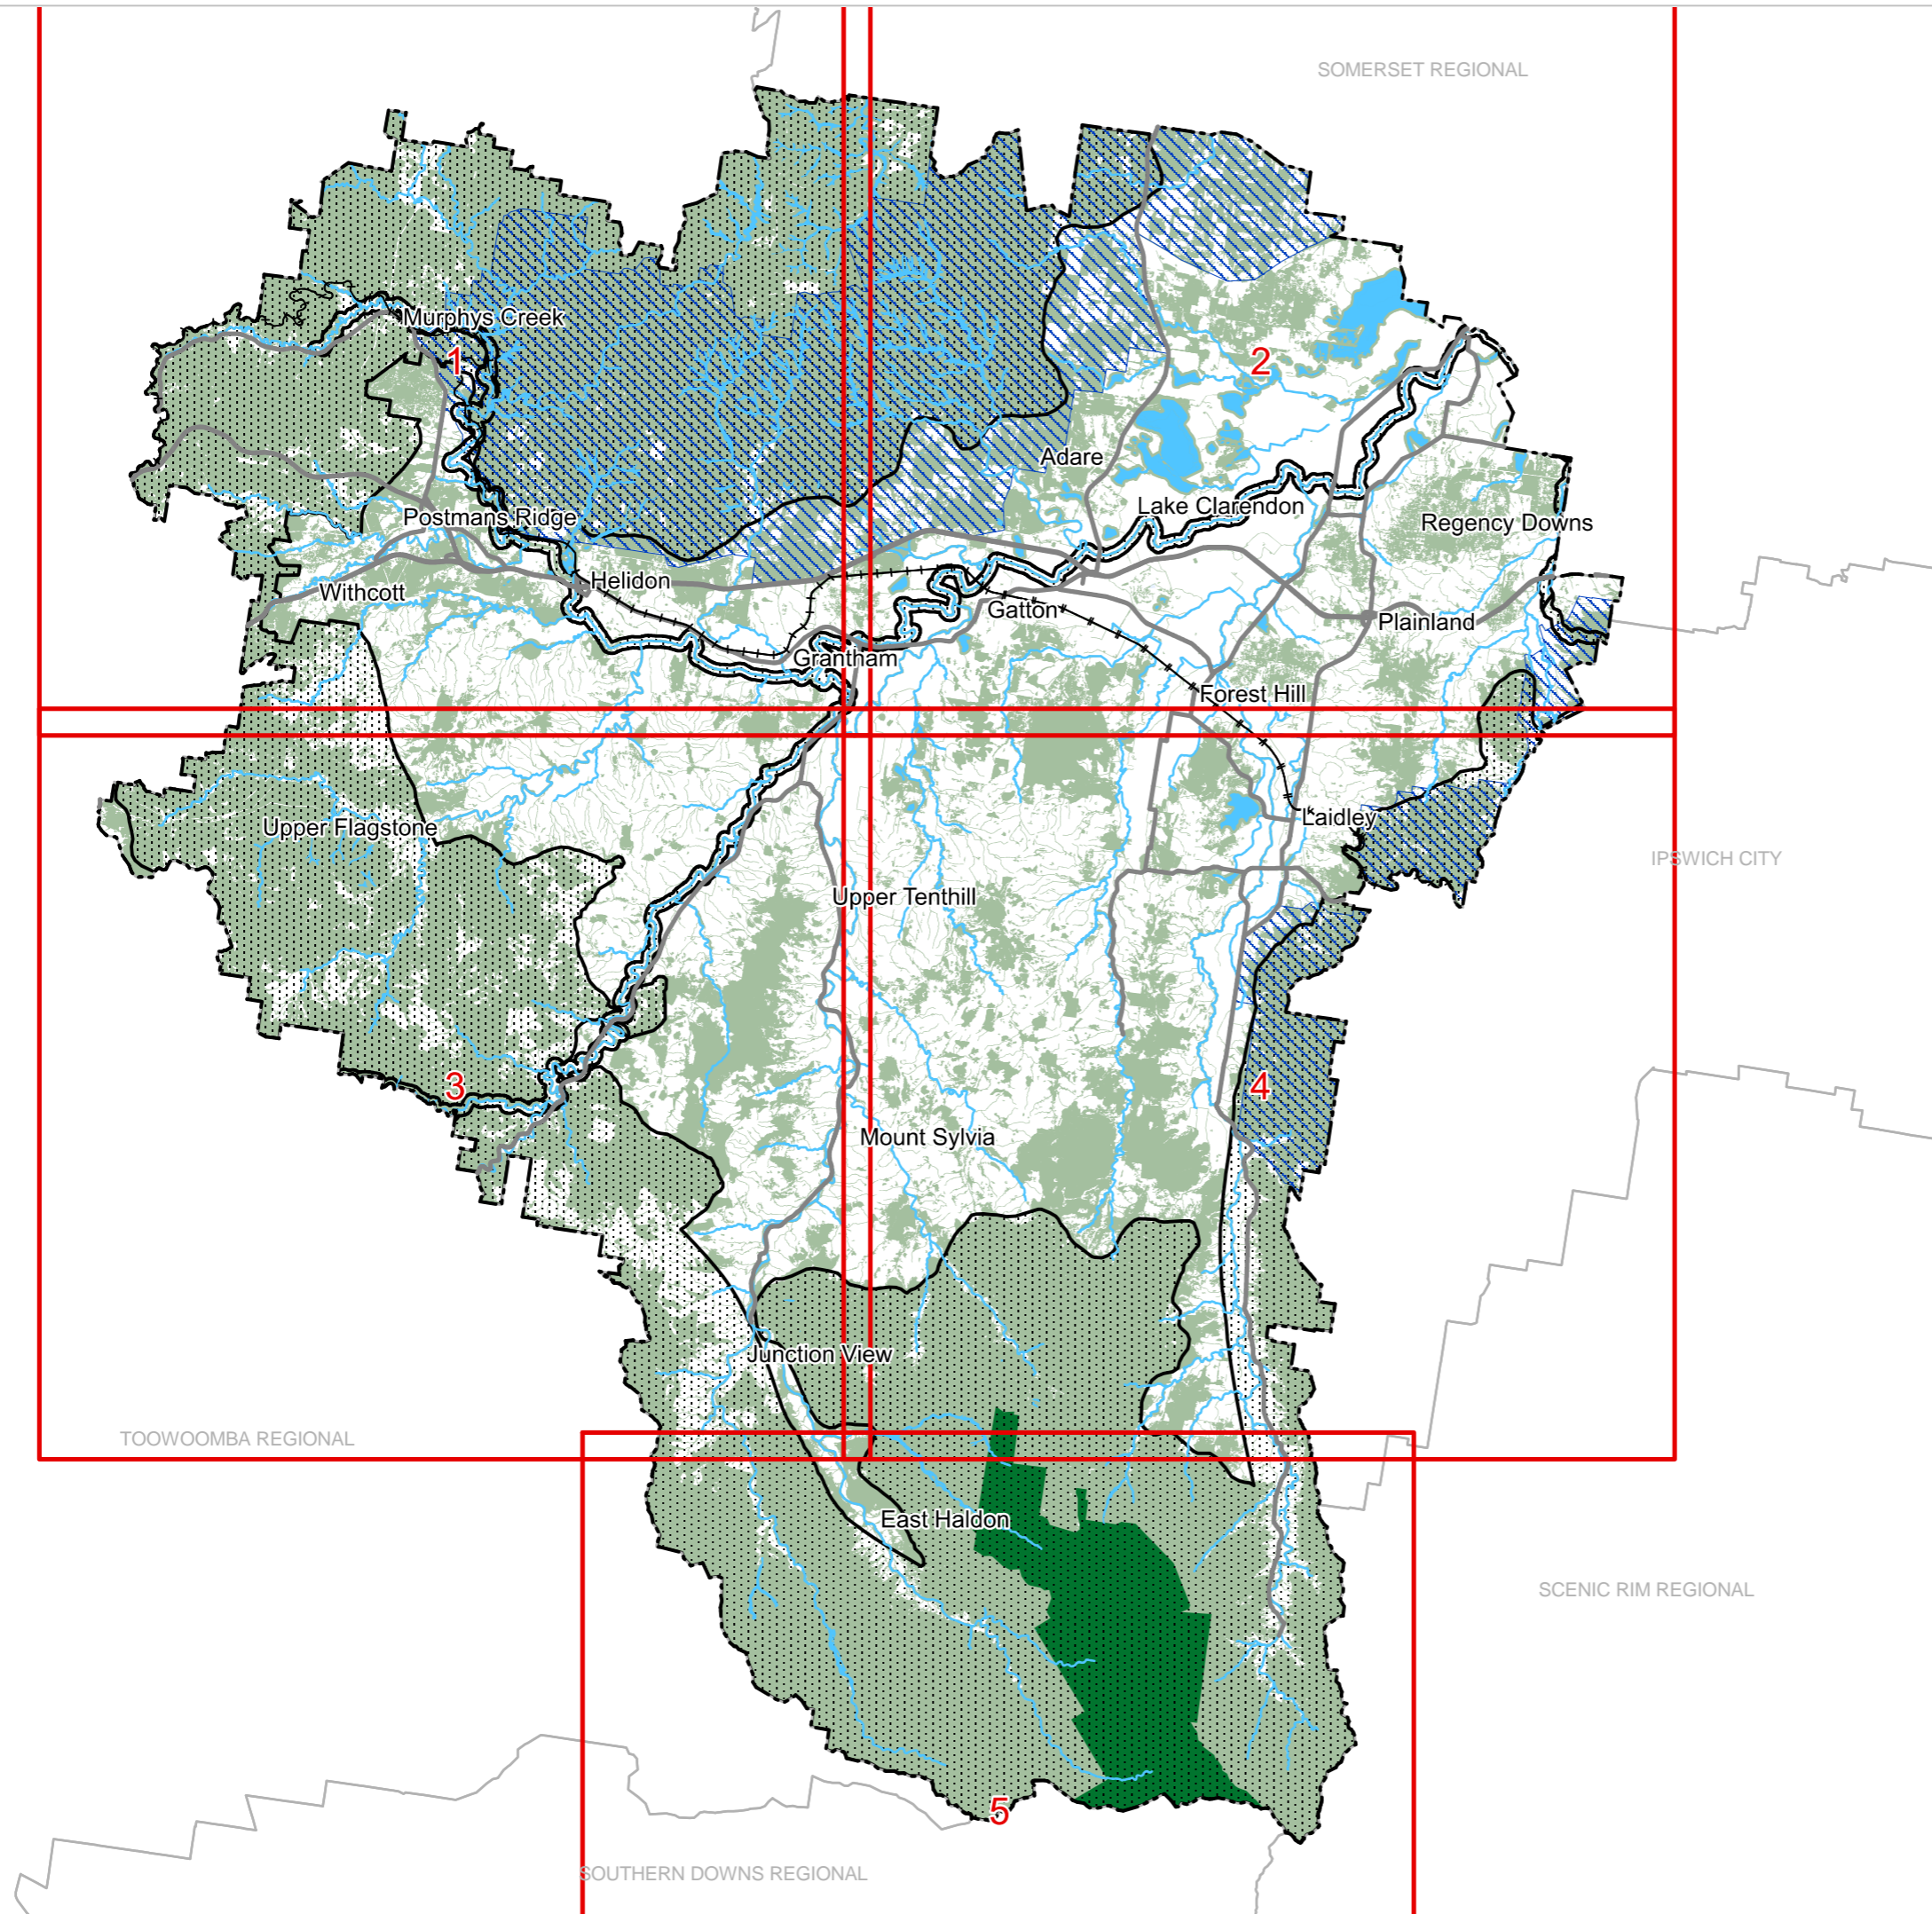 SOMERSET REGIONAL
Murphys Creek
1
2
Adare
Lake Clarendon
Postmans Ridge
Regency Downs
Helidon
Withcott
Gatton
Plainland
Grantham
Forest Hill
Laidley
Upper Flagstone
IPSWICH CITY
Upper Tenthill
3
4
Mount Sylvia
Junction View
TOOWOOMBA REGIONAL
East Haldon
SCENIC RIM REGIONAL
5
SOUTHERN DOWNS REGIONAL